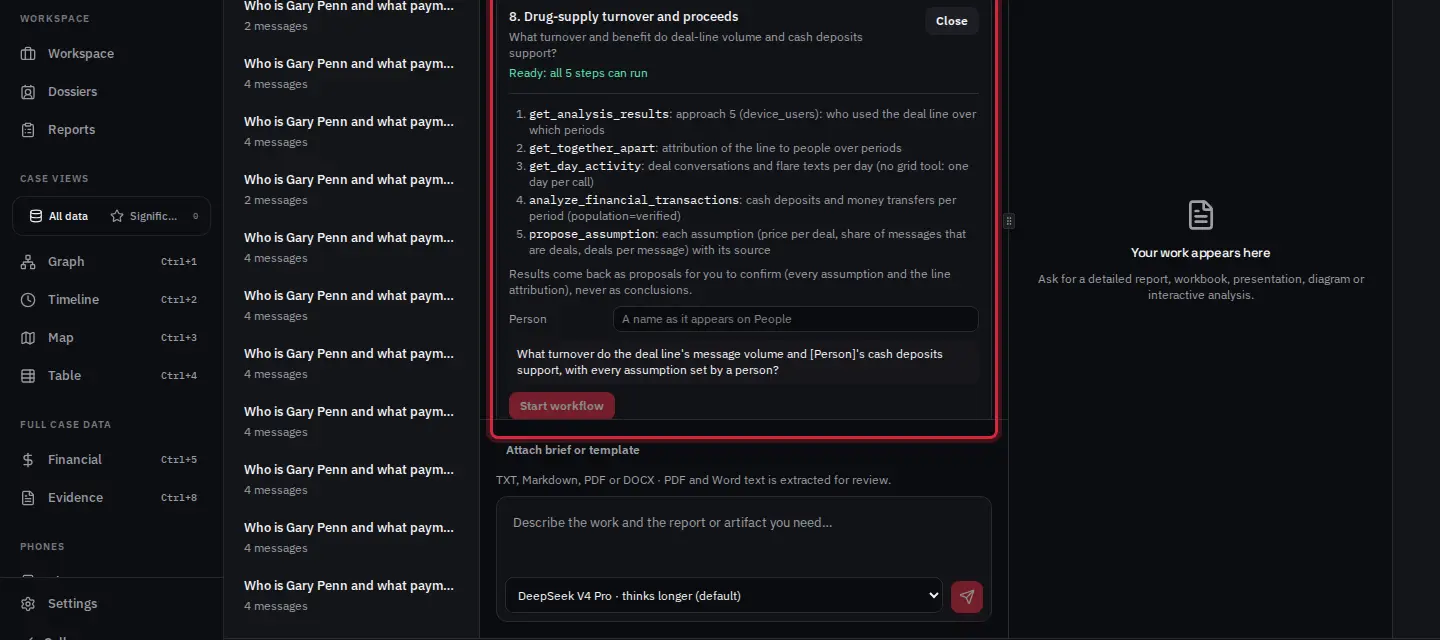 WORKSPACE
Workspace
Dossiers
Reports
CASE VIEWS
All data
Signific...
0
Graph
Ctrl+1
Timeline
Ctrl+2
Map
Ctrl+3
Table
Ctrl+4
FULL CASE DATA
Financial
Ctrl+5
Evidence
Ctrl+8
PHONES
Settings
Who is Gary Penn and what paym...
2 messages
Who is Gary Penn and what paym...
4 messages
Who is Gary Penn and what paym...
4 messages
Who is Gary Penn and what paym...
2 messages
Who is Gary Penn and what paym...
4 messages
Who is Gary Penn and what paym...
4 messages
Who is Gary Penn and what paym...
4 messages
Who is Gary Penn and what paym...
4 messages
Who is Gary Penn and what paym...
4 messages
Who is Gary Penn and what paym...
4 messages
Who is Gary Penn and what paym...
4 messages
8. Drug-supply turnover and proceeds
Close
What turnover and benefit do deal-line volume and cash deposits
support?
Ready: all 5 steps can run
1. get_analysis_results: approach 5 (device_users): who used the deal line over
which periods
2. get_together_apart: attribution of the line to people over periods
3. get_day_activity: deal conversations and flare texts per day (no grid tool: one
day per call)
4. analyze_financial_transactions: cash deposits and money transfers per
period (population=verified)
5. propose_assumption: each assumption (price per deal, share of messages that
are deals, deals per message) with its source
Results come back as proposals for you to confirm (every assumption and the line
attribution), never as conclusions.
Person
A name as it appears on People
What turnover do the deal line's message volume and [Person]'s cash deposits
support, with every assumption set by a person?
Start workflow
Attach brief or template
TXT, Markdown, PDF or DOCX · PDF and Word text is extracted for review.
Describe the work and the report or artifact you need...
DeepSeek V4 Pro · thinks longer (default)
Your work appears here
Ask for a detailed report, workbook, presentation, diagram or
interactive analysis.